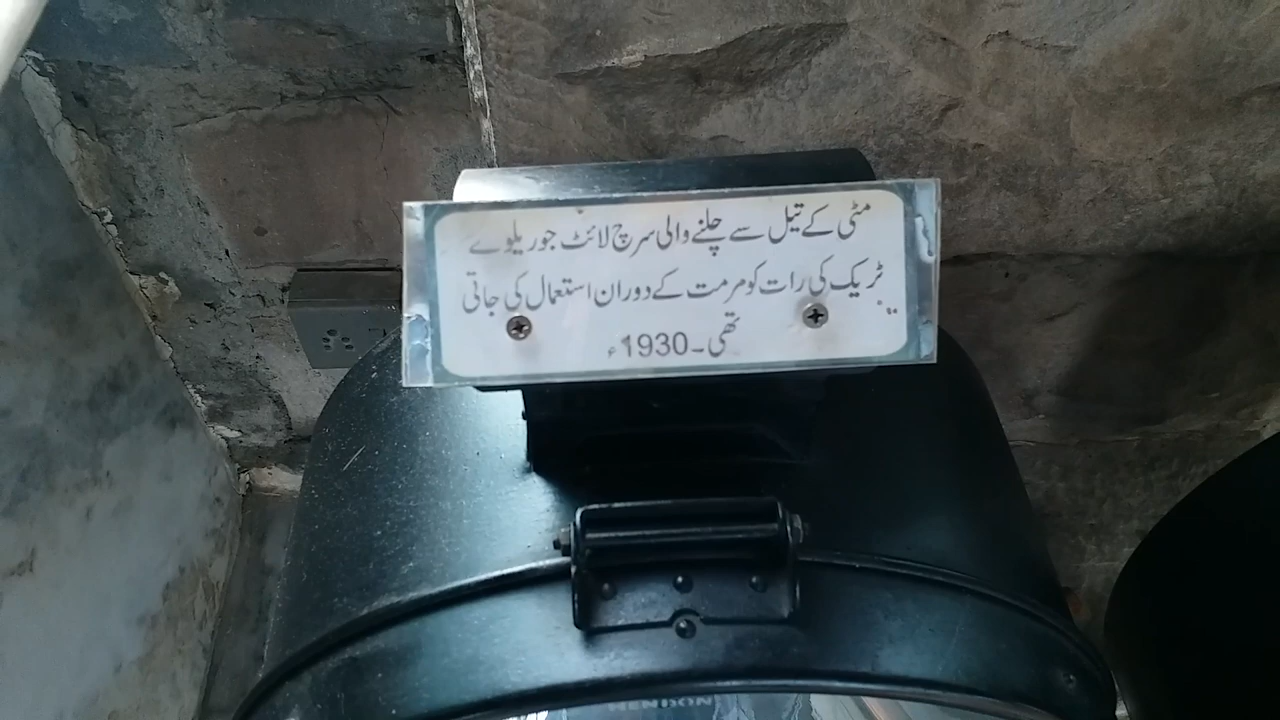 مٹی کے تیل سے چلنے والی سرچ لائٹ جو ریلوے
ٹریک کی رات کو مرمت کے دوران استعمال کی جاتی
تھی۔1930ء
HENDON